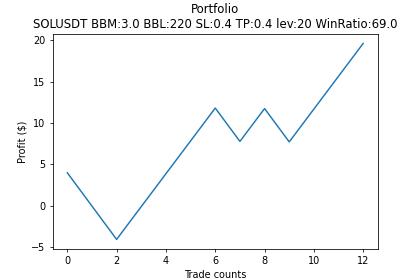 Portfolio
SOLUSDT BBM:3.0 BBL:220 SL:0.4 TP:0.4 lev:20 WinRatio:69.0
20
15
10
5
0
−5
Profit ($)
0 2 4 6 8 10 12
Trade counts